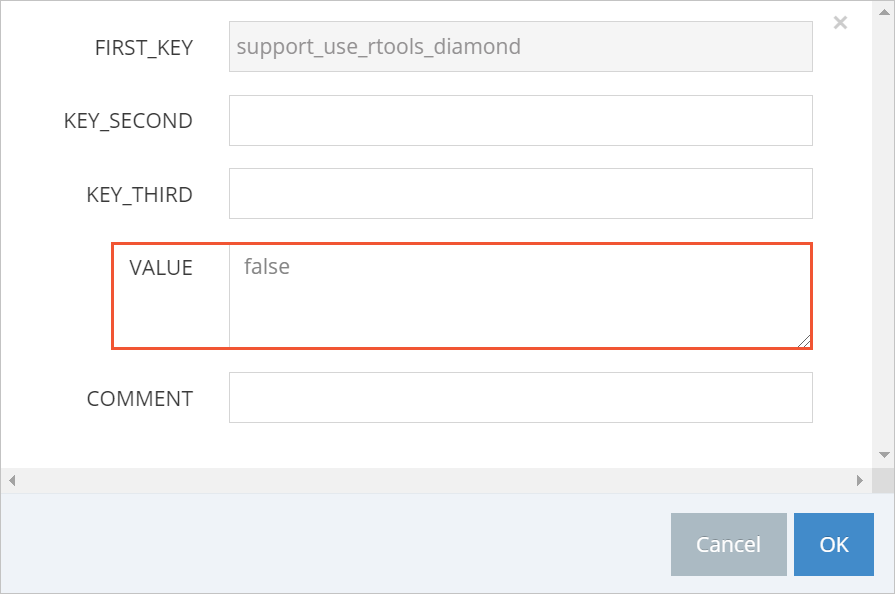 ×
FIRST_KEY support_use_rtools_diamond
KEY_SECOND
KEY_THIRD
VALUE false
COMMENT
Cancel OK